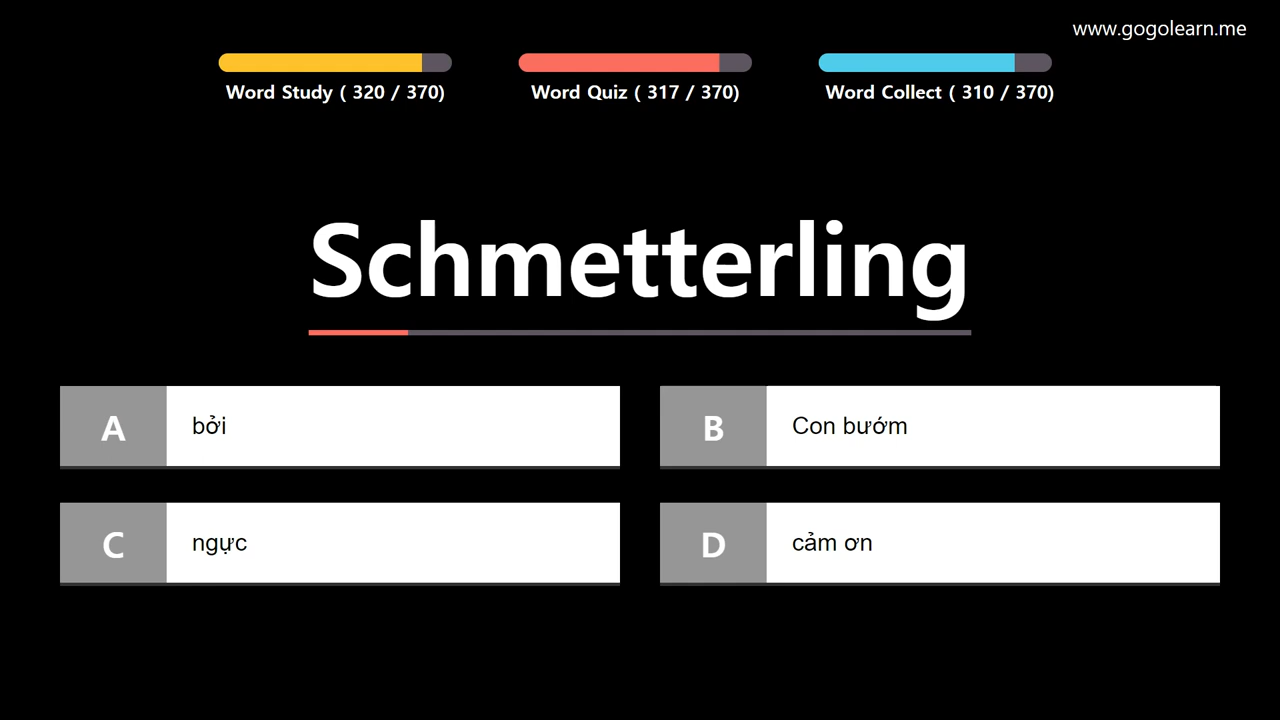 www.gogolearn.me
Word Study ( 320 / 370)
Word Quiz ( 317 / 370)
Word Collect ( 310 / 370)
Schmetterling
A bởi
B Con bướm
C ngực
D cảm ơn